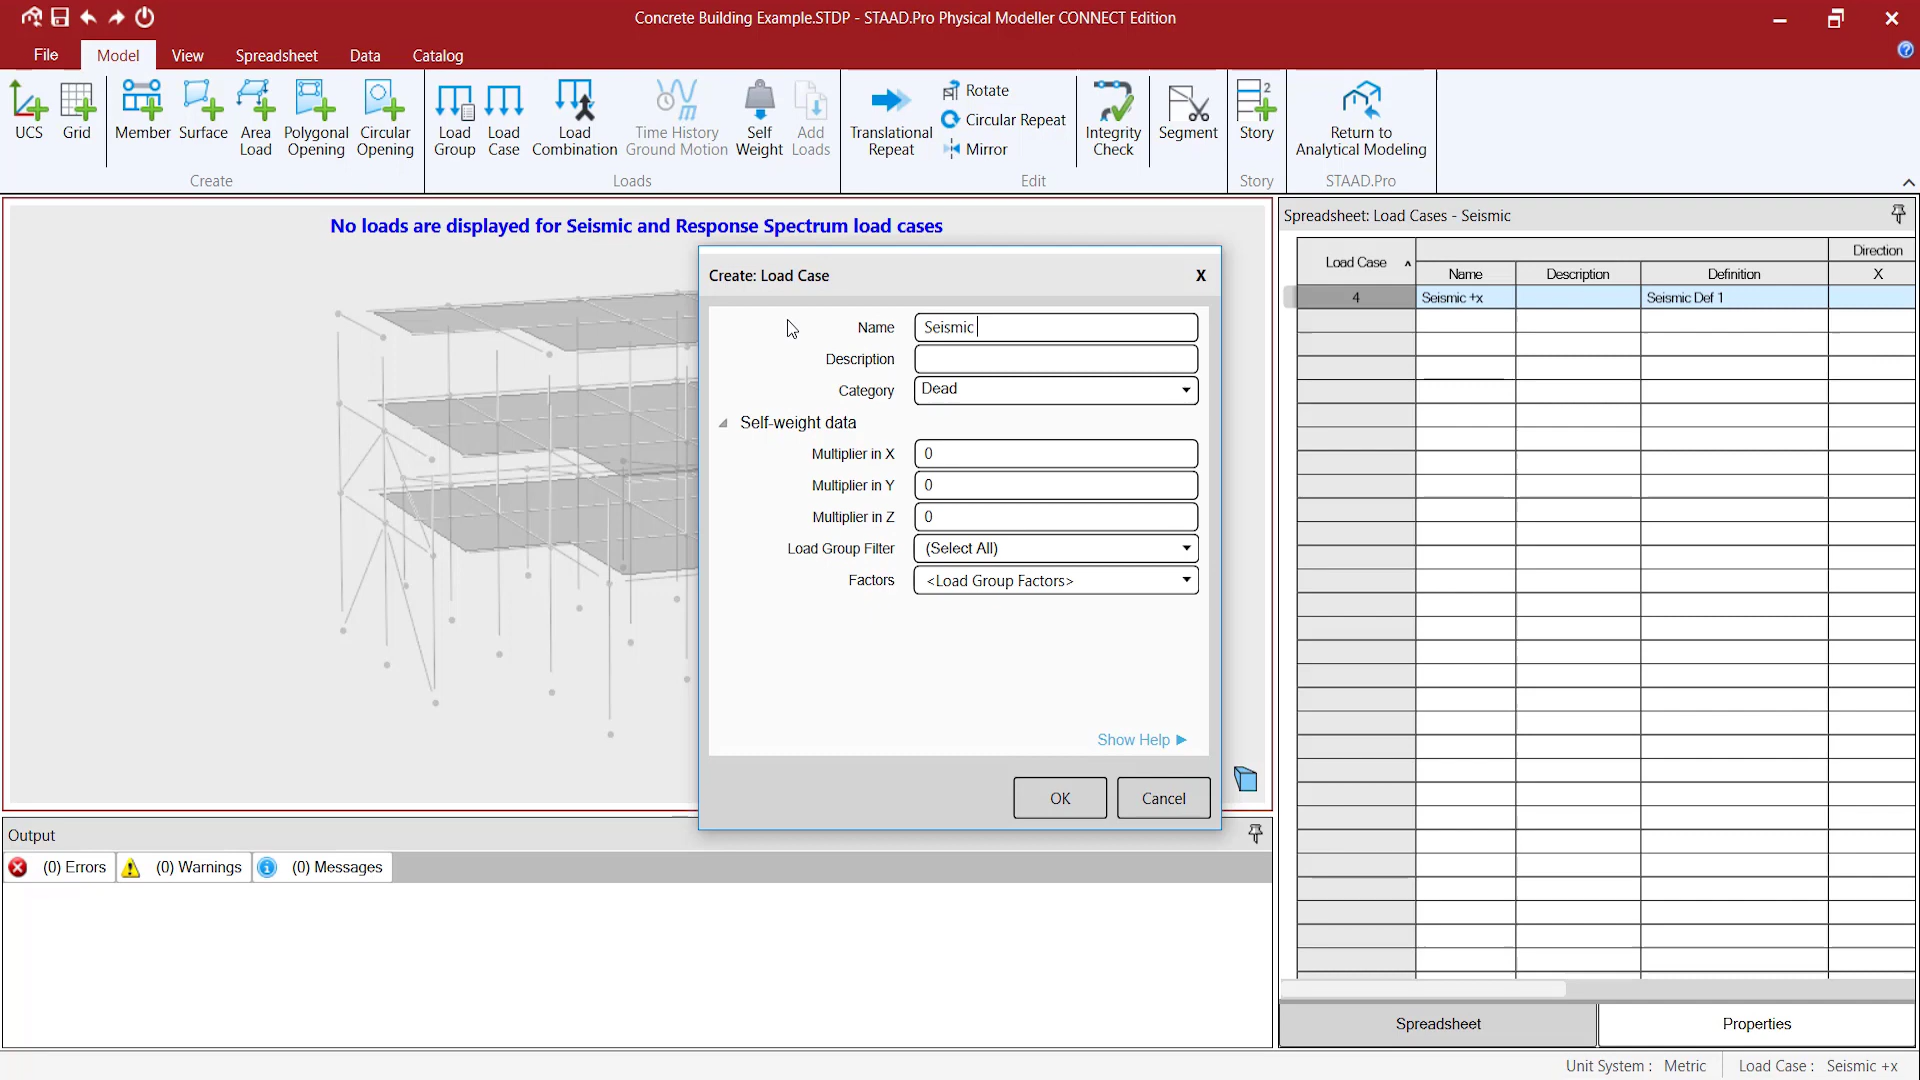 Concrete Building Example.STDP - STAAD.Pro Physical Modeller CONNECT Edition
File Model View Spreadsheet Data Catalog
UCS Grid Member Surface Area Load Polygonal Opening Circular Opening
Create
Load Group Load Case Load Combination Time History Ground Motion Self Weight Add Loads
Loads
Translational Repeat Rotate Circular Repeat Mirror Integrity Check Segment
Edit
2
Story
Story
Return to Analytical Modeling
STAAD.Pro
No loads are displayed for Seismic and Response Spectrum load cases
Create: Load Case X
Name Seismic
Description
Category Dead
Self-weight data
Multiplier in X 0
Multiplier in Y 0
Multiplier in Z 0
Load Group Filter (Select All)
Factors <Load Group Factors>
Show Help
OK Cancel
Spreadsheet: Load Cases - Seismic
Load Case Direction
Name Description Definition X
4 Seismic +x Seismic Def 1
Spreadsheet Properties
Output
(0) Errors (0) Warnings (0) Messages
Unit System : Metric Load Case : Seismic +x